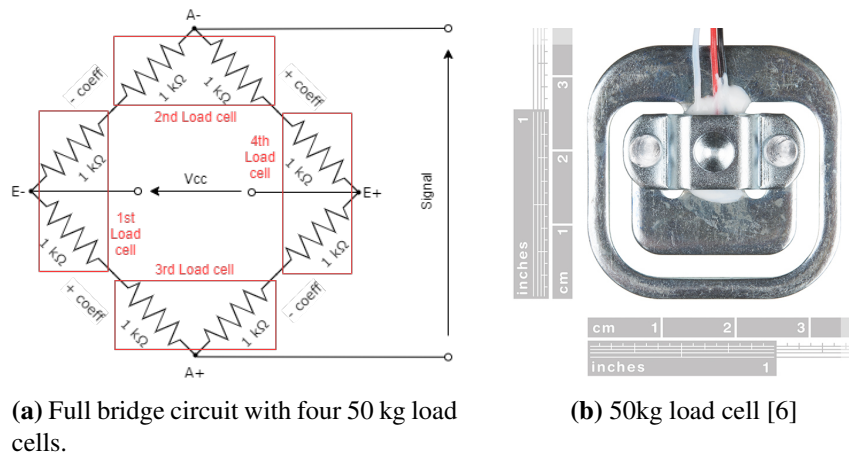 A-
- coeff
+ coeff
1 kΩ
1 kΩ
2nd Load cell
1 kΩ
4th
Load
cell
1 kΩ
E-
Vcc
E+
Signal
1 kΩ
1st
Load
cell
3rd Load cell
1 kΩ
+ coeff
- coeff
1 kΩ
1 kΩ
A+
1
inches
3
2
1
cm
cm 1 2 3
inches 1
(a) Full bridge circuit with four 50 kg load
cells.
(b) 50kg load cell [6]